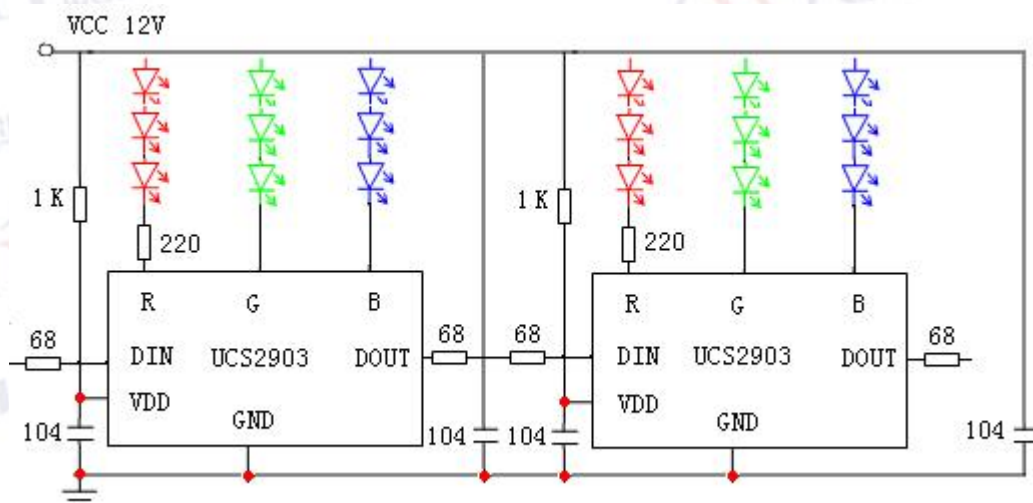 VCC 12V
1K
220
1K
220
R G B
R G B
68
DIN UCS2903 DOUT
68
68
DIN UCS2903 DOUT
68
VDD
VDD
GND
GND
104
104
104
104